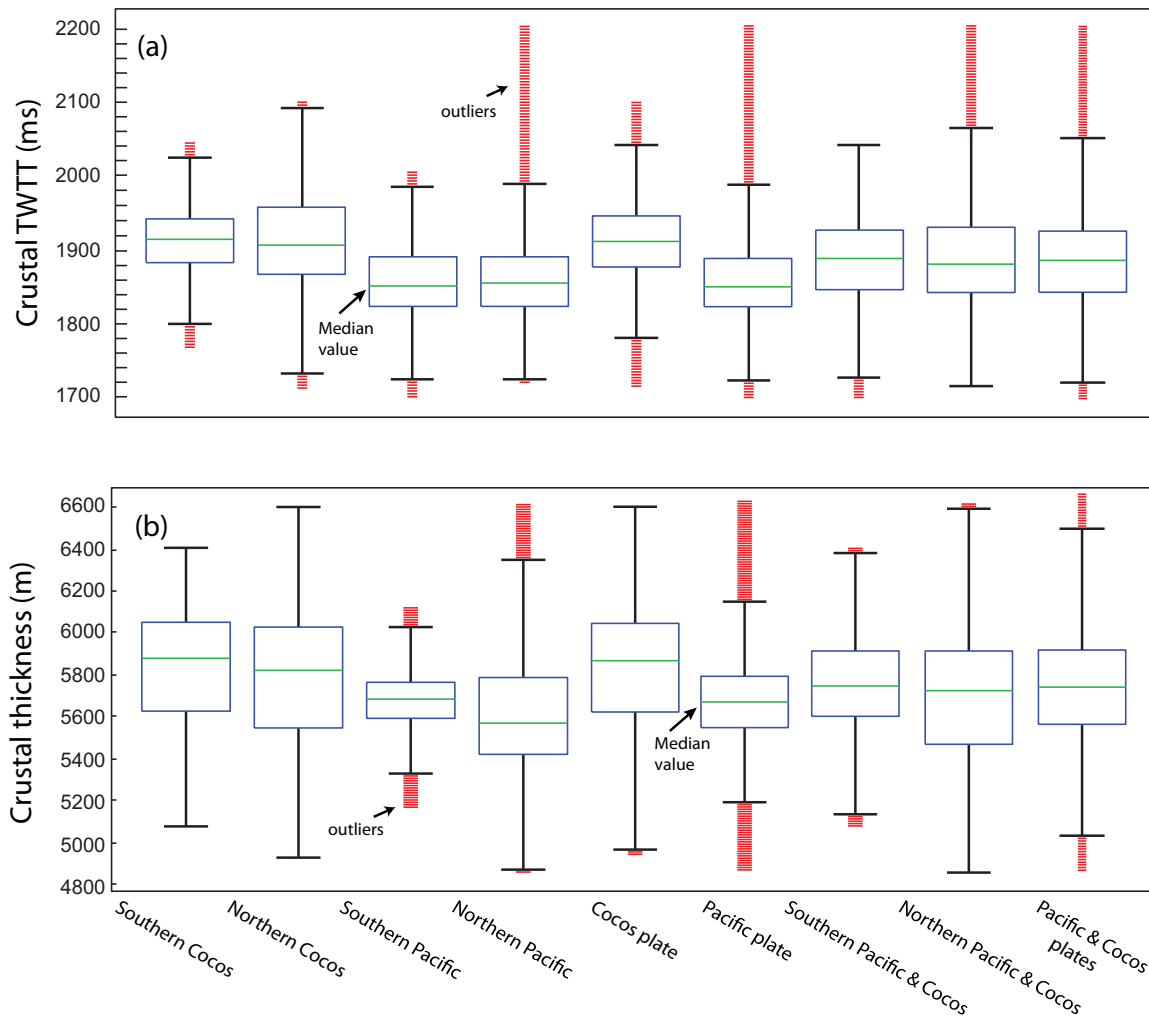 (a)
Crustal TWTT (ms)
2200
2100
2000
1900
1800
1700
outliers
Median
value
(b)
Crustal thickness (m)
6600
6400
6200
6000
5800
5600
5400
5200
5000
4800
outliers
Median
value
Southern Cocos
Northern Cocos
Southern Pacific
Northern Pacific
Cocos plate
Pacific plate
Southern Pacific & Cocos
Northern Pacific & Cocos
Pacific & Cocos
plates